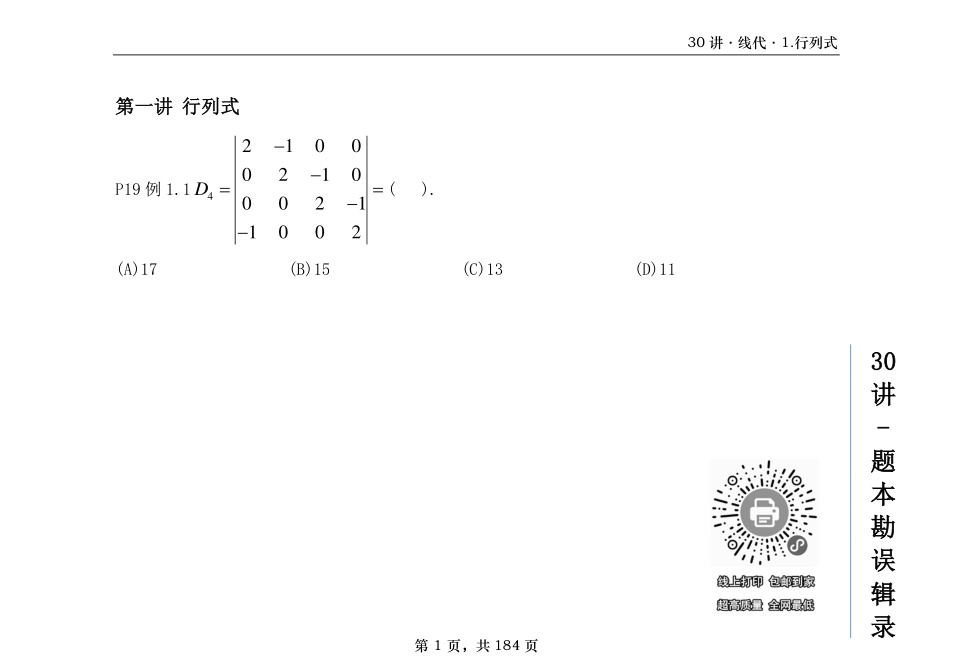 30 讲·线代·1.行列式
第一讲 行列式
P19 例 1.1 D₄ = | 2 −1 0 0 |
| 0 2 −1 0 |
| 0 0 2 −1 |
| −1 0 0 2 | = ( ).
(A)17 (B)15 (C)13 (D)11
30讲-题本勘误辑录
线上打印 包邮到家
超高质量 全网最低
第 1 页，共 184 页